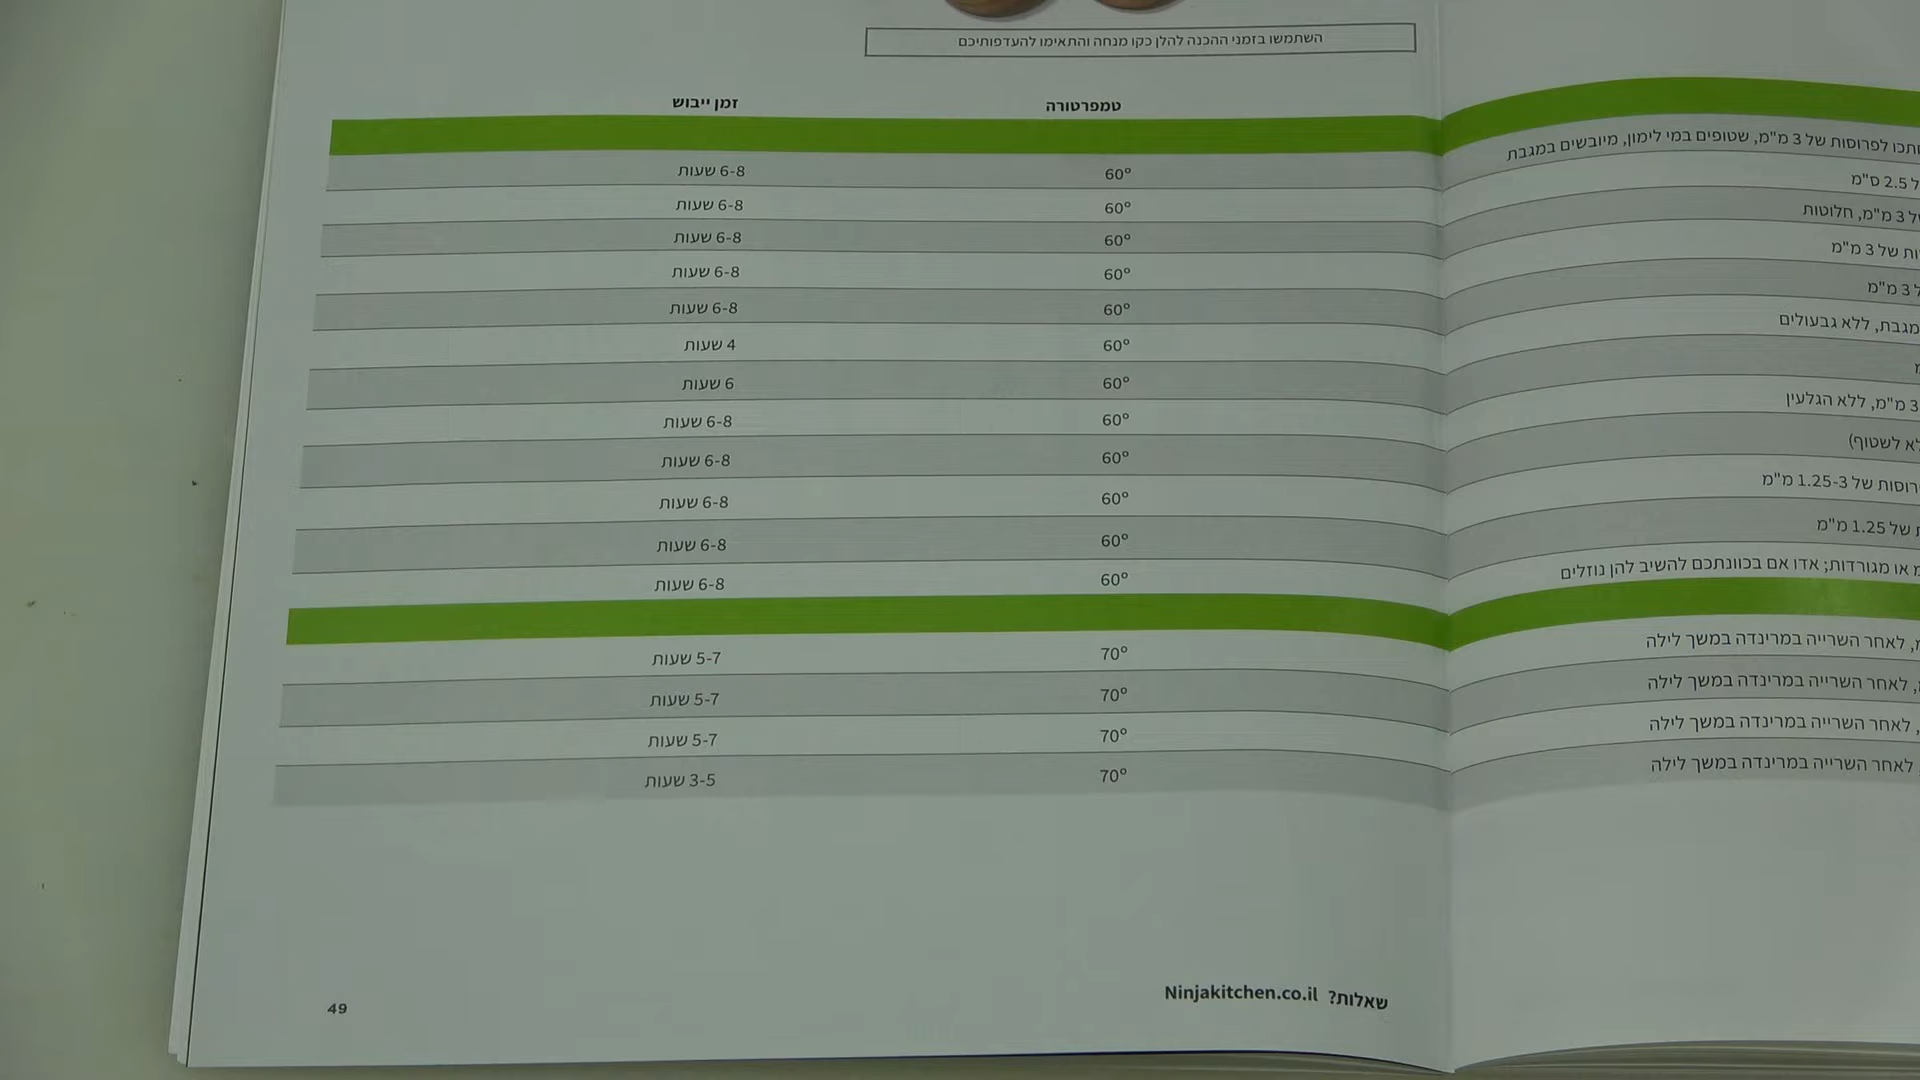 השתמשו בזמני ההכנה להלן כקו מנחה והתאימו להעדפותיכם
טמפרטורה זמן ייבוש
לפרוסות של 3 מ"מ, שטופים במי לימון, מיובשים במגבת 60° 6-8 שעות
2.5 ס"מ 60° 6-8 שעות
3 מ"מ, חלוטות 60° 6-8 שעות
של 3 מ"מ 60° 6-8 שעות
3 מ"מ 60° 6-8 שעות
ללא גבעולים 60° 4 שעות
60° 6 שעות
3 מ"מ, ללא הגלעין 60° 6-8 שעות
לשטוף) 60° 6-8 שעות
של 1.25-3 מ"מ 60° 6-8 שעות
של 1.25 מ"מ 60° 6-8 שעות
או מגורדות; אדו אם בכוונתכם להשיב להן נוזלים 60° 6-8 שעות
לאחר השרייה במרינדה במשך לילה 70° 5-7 שעות
לאחר השרייה במרינדה במשך לילה 70° 5-7 שעות
לאחר השרייה במרינדה במשך לילה 70° 5-7 שעות
לאחר השרייה במרינדה במשך לילה 70° 3-5 שעות
שאלות? Ninjakitchen.co.il
49